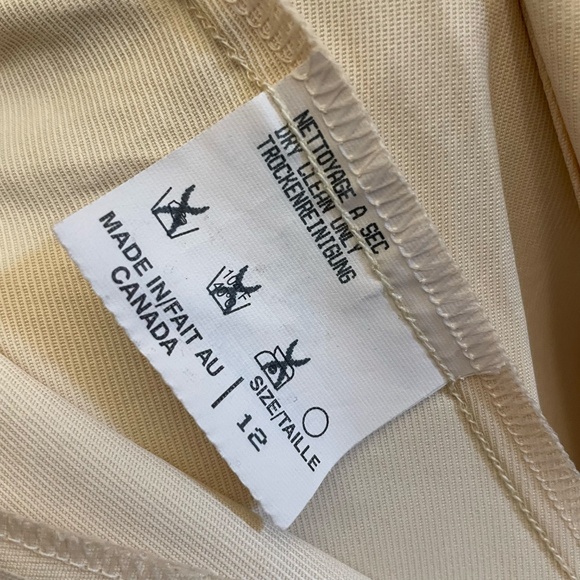 NETTOYAGE A SEC
DRY CLEAN ONLY
TROCKENREINIGUNG
SIZE/TAILLE
12
MADE IN/FAIT AU
CANADA